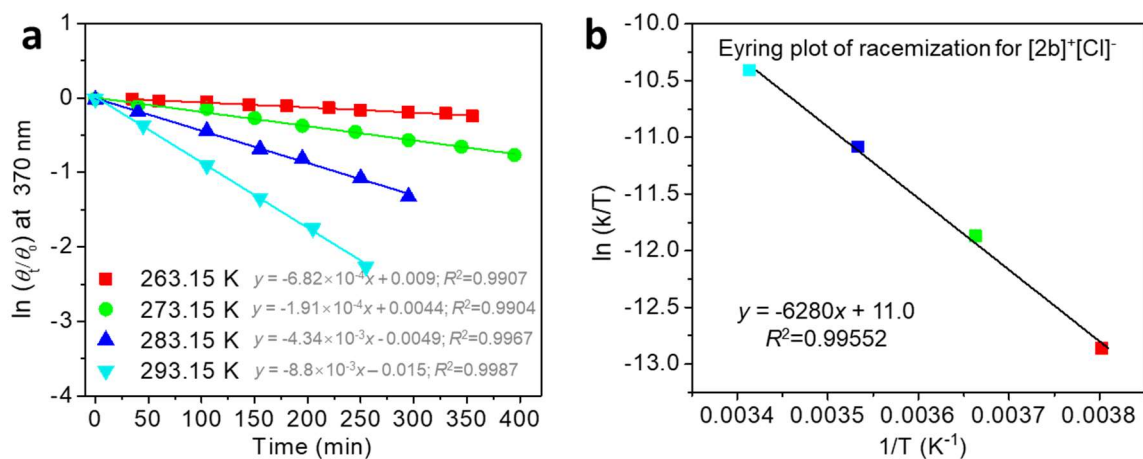 a
1
0
-1
-2
-3
-4
ln (θt/θ0) at 370 nm
263.15 K y = -6.82×10⁻⁴x + 0.009; R²=0.9907
273.15 K y = -1.91×10⁻⁴x + 0.0044; R²=0.9904
283.15 K y = -4.34×10⁻³x - 0.0049; R²=0.9967
293.15 K y = -8.8×10⁻³x – 0.015; R²=0.9987
0 50 100 150 200 250 300 350 400
Time (min)
b
Eyring plot of racemization for [2b]⁺[Cl]⁻
-10.0
-10.5
-11.0
-11.5
-12.0
-12.5
-13.0
ln (k/T)
y = -6280x + 11.0
R²=0.99552
0.0034 0.0035 0.0036 0.0037 0.0038
1/T (K⁻¹)